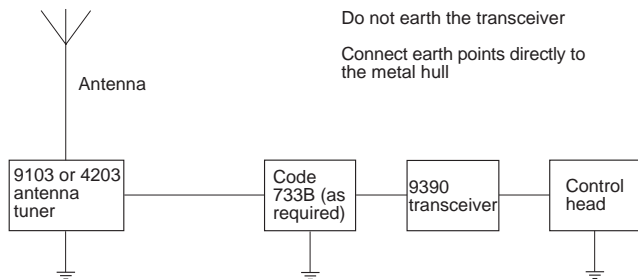 Do not earth the transceiver
Connect earth points directly to
the metal hull
Antenna
9103 or 4203
antenna
tuner
Code
733B (as
required)
9390
transceiver
Control
head